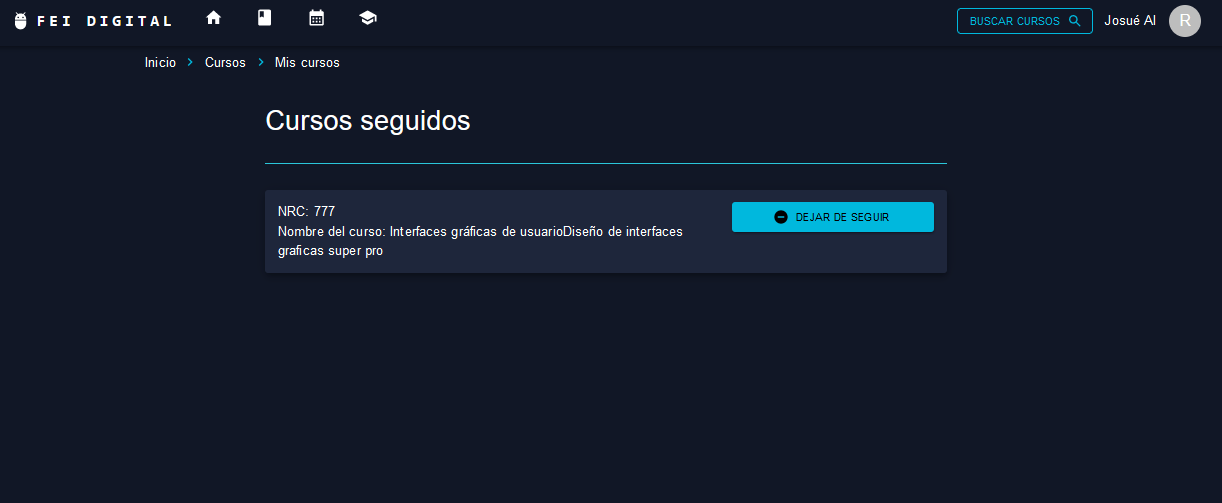 FEI DIGITAL
BUSCAR CURSOS
Josué Al
R
Inicio > Cursos > Mis cursos
Cursos seguidos
NRC: 777
DEJAR DE SEGUIR
Nombre del curso: Interfaces gráficas de usuarioDiseño de interfaces
graficas super pro